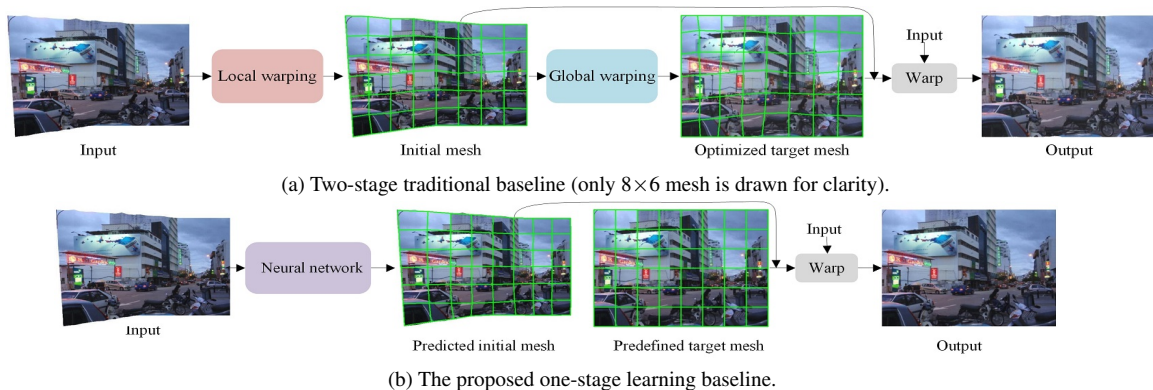 Local warping
Global warping
Input
Warp
Input
Initial mesh
Optimized target mesh
Output
(a) Two-stage traditional baseline (only 8×6 mesh is drawn for clarity).
Neural network
Input
Warp
Input
Predicted initial mesh
Predefined target mesh
Output
(b) The proposed one-stage learning baseline.